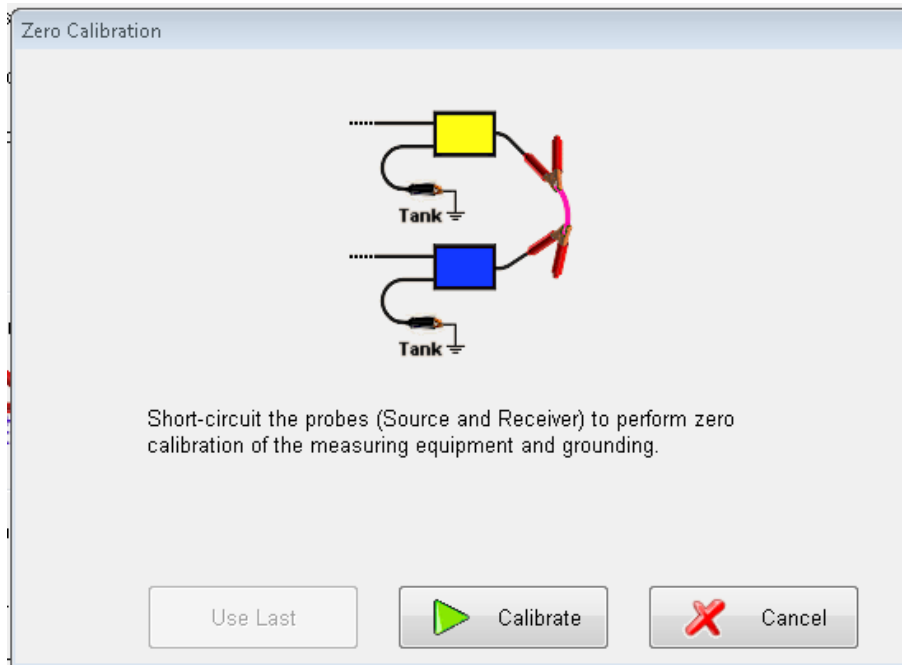 Zero Calibration
Tank
Tank
Short-circuit the probes (Source and Receiver) to perform zero
calibration of the measuring equipment and grounding.
Use Last
Calibrate
Cancel